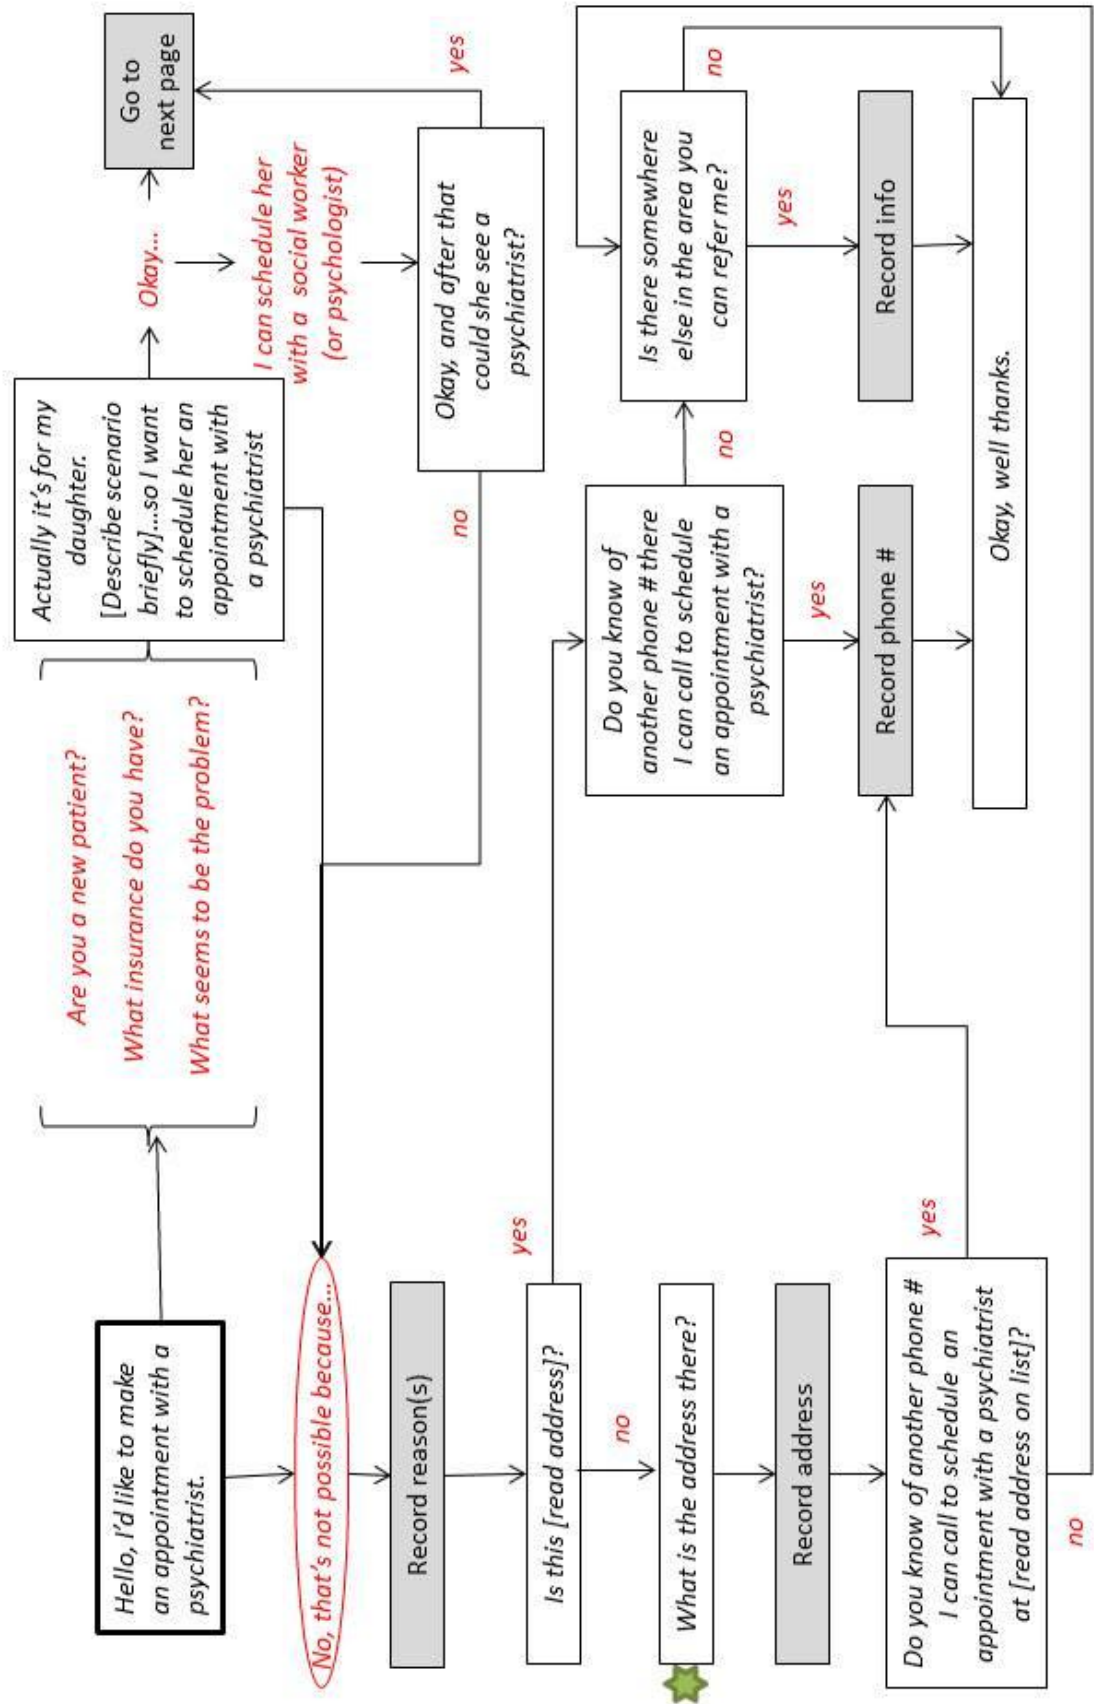 Hello, I'd like to make
an appointment with a
psychiatrist.
Are you a new patient?
What insurance do you have?
What seems to be the problem?
Actually it's for my
daughter.
[Describe scenario
briefly]...so I want
to schedule her an
appointment with
a psychiatrist
Okay...
Go to
next page
I can schedule her
with a social worker
(or psychologist)
Okay, and after that
could she see a
psychiatrist?
yes
no
No, that's not possible because...
Record reason(s)
Is this [read address]?
yes
no
What is the address there?
Record address
Do you know of another phone #
I can call to schedule an
appointment with a psychiatrist
at [read address on list]?
yes
no
Do you know of
another phone # there
I can call to schedule
an appointment with a
psychiatrist?
no
yes
Record phone #
Is there somewhere
else in the area you
can refer me?
no
yes
Record info
Okay, well thanks.